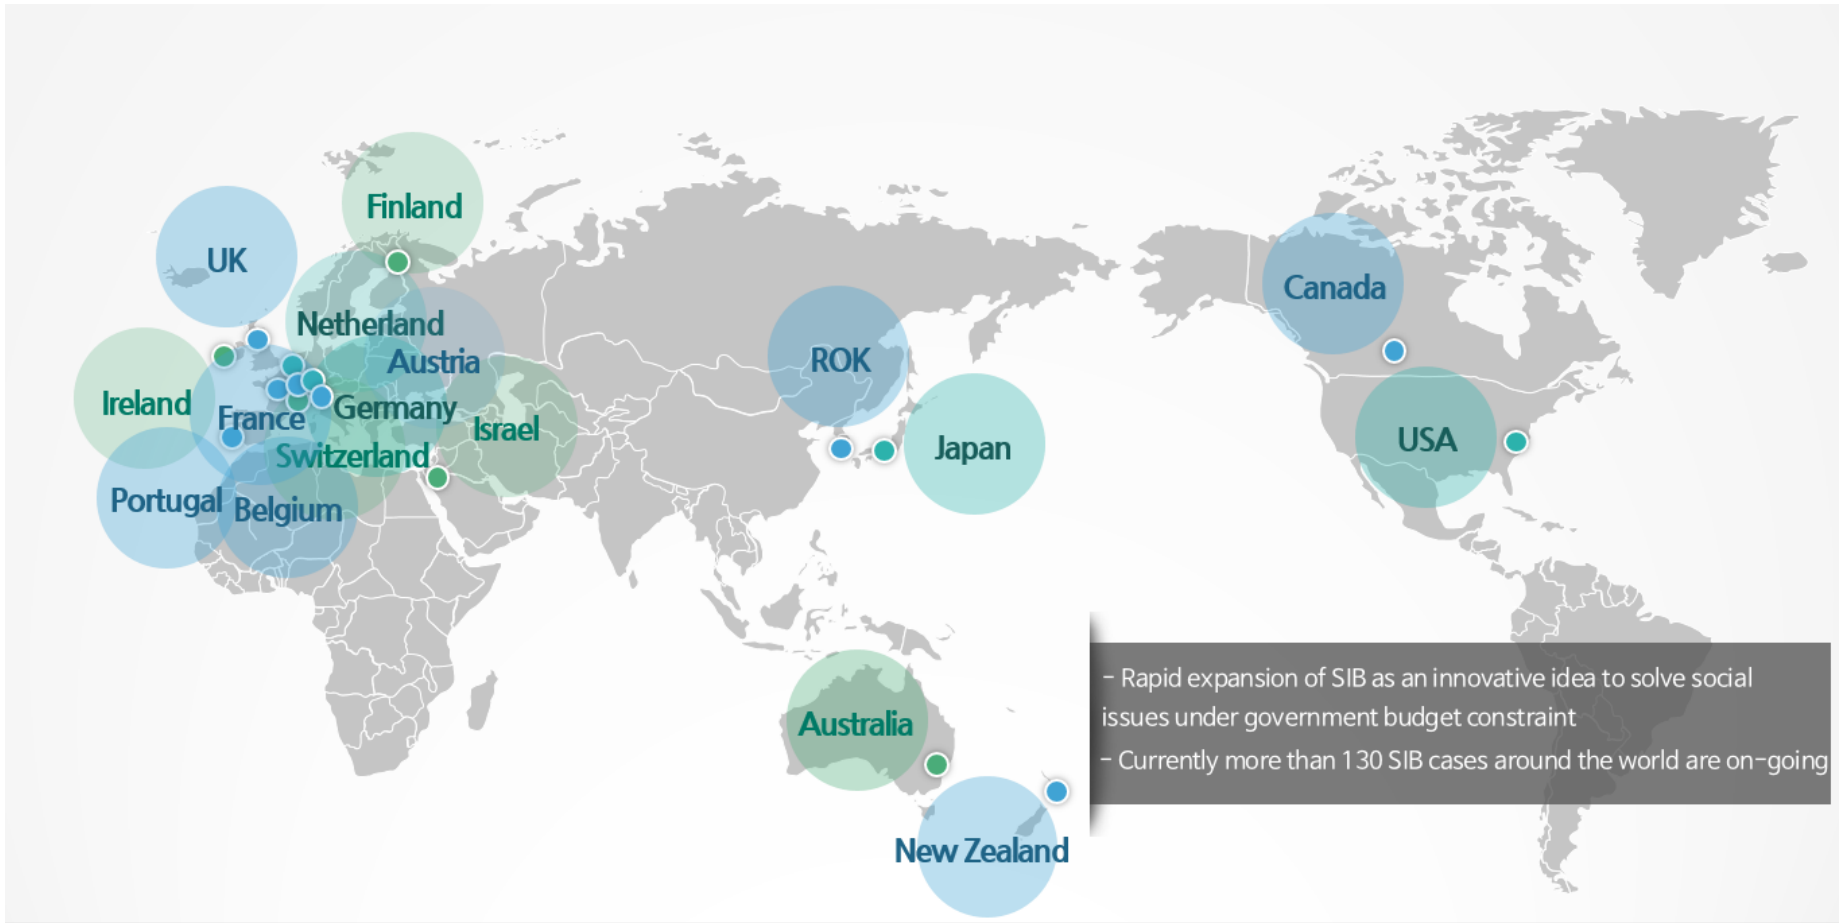 Finland
UK
Canada
Netherland
Austria
ROK
Ireland
Germany
France
Israel
USA
Japan
Switzerland
Portugal
Belgium
- Rapid expansion of SIB as an innovative idea to solve social
issues under government budget constraint
- Currently more than 130 SIB cases around the world are on-going
Australia
New Zealand